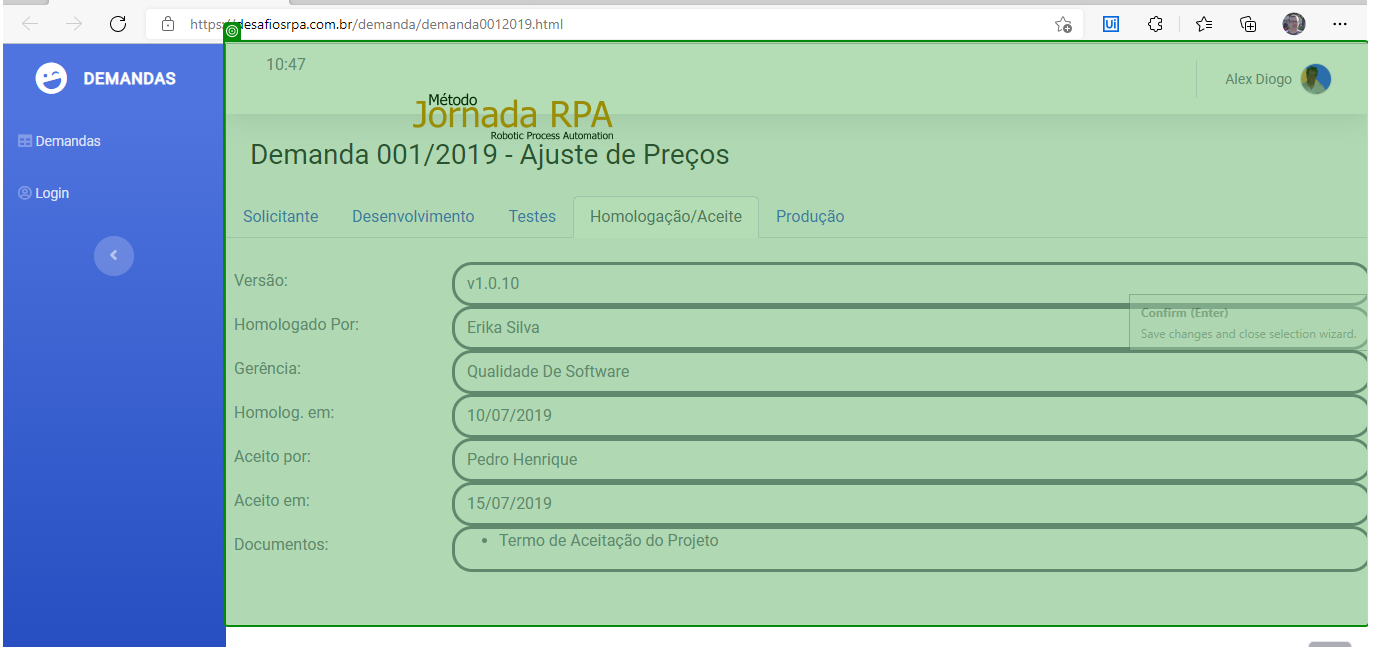 https://desafiosrpa.com.br/demanda/demanda0012019.html
Ui
DEMANDAS
Demandas
Login
10:47
Alex Diogo
Método
Jornada RPA
Robotic Process Automation
Demanda 001/2019 - Ajuste de Preços
Solicitante Desenvolvimento Testes Homologação/Aceite Produção
Versão: v1.0.10
Confirm (Enter)
Save changes and close selection wizard.
Homologado Por: Erika Silva
Gerência: Qualidade De Software
Homolog. em: 10/07/2019
Aceito por: Pedro Henrique
Aceito em: 15/07/2019
Documentos: • Termo de Aceitação do Projeto